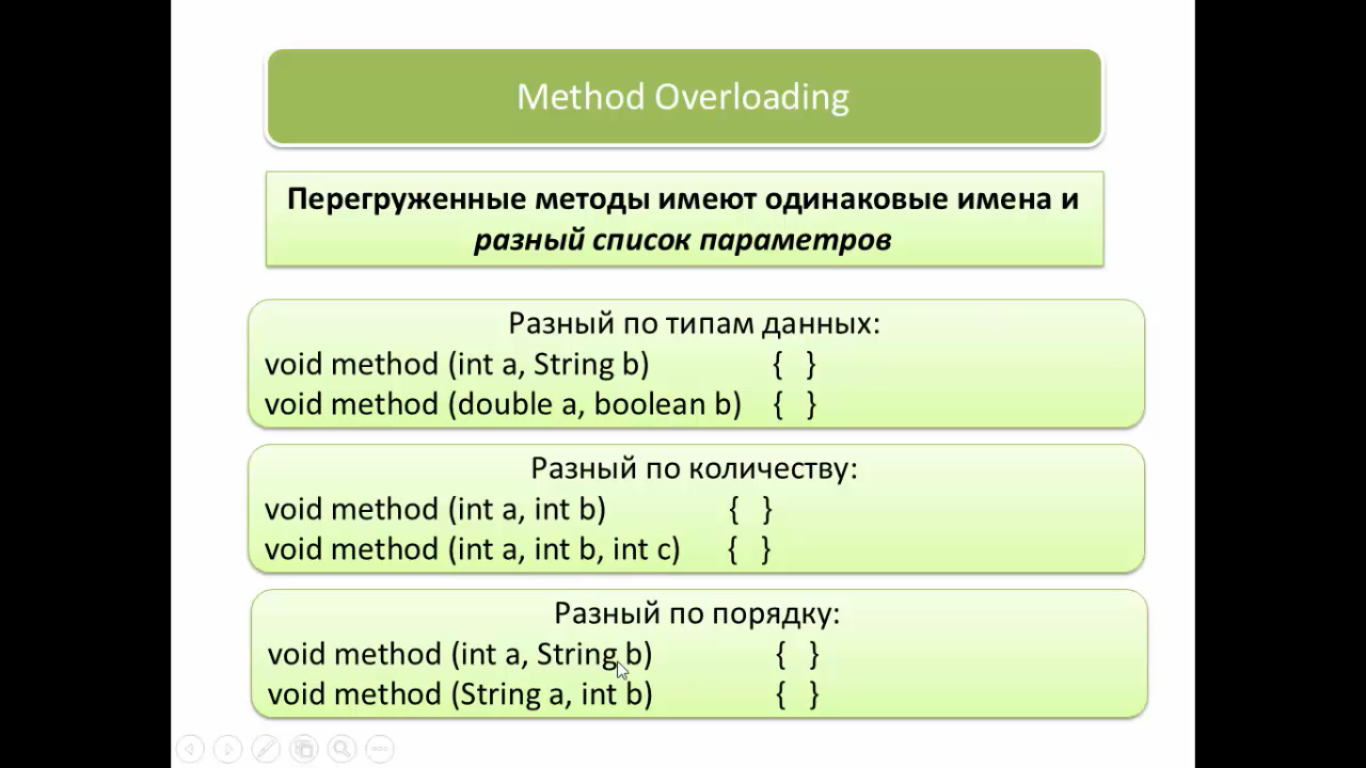 Method Overloading
Перегруженные методы имеют одинаковые имена и
разный список параметров
Разный по типам данных:
void method (int a, String b) { }
void method (double a, boolean b) { }
Разный по количеству:
void method (int a, int b) { }
void method (int a, int b, int c) { }
Разный по порядку:
void method (int a, String b) { }
void method (String a, int b) { }